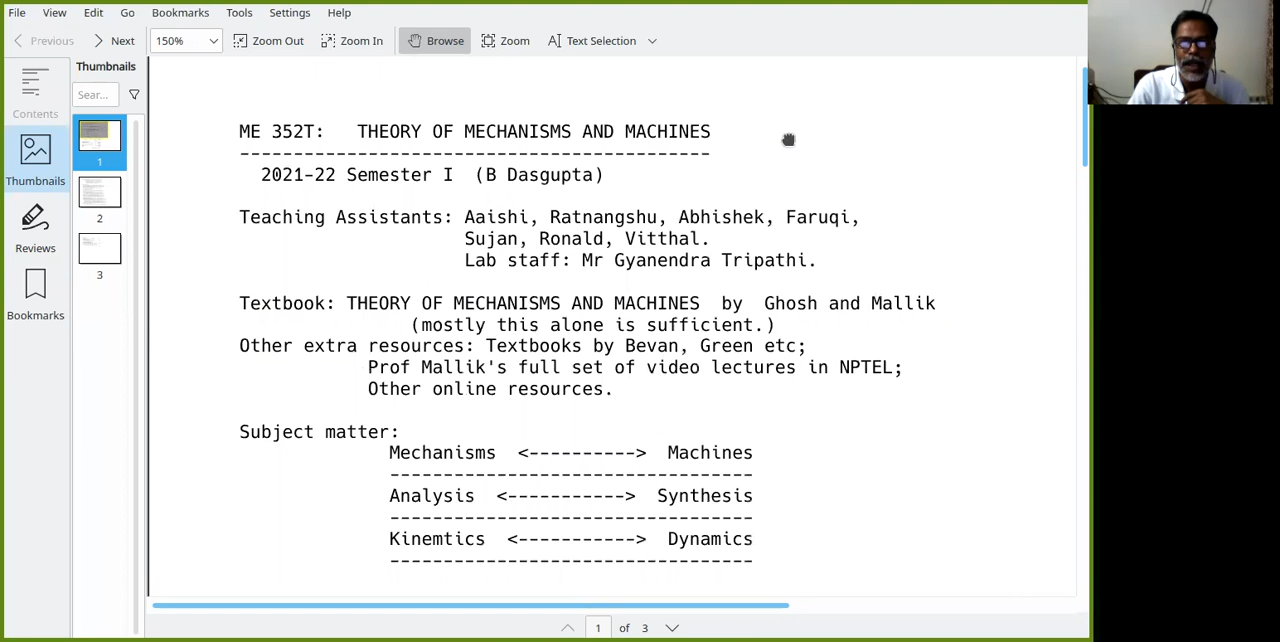 File View Edit Go Bookmarks Tools Settings Help
Previous Next 150% Zoom Out Zoom In Browse Zoom Text Selection
Contents
Thumbnails
Reviews
Bookmarks
Thumbnails
Sear...
1
2
3
ME 352T: THEORY OF MECHANISMS AND MACHINES
--------------------------------------------
2021-22 Semester I (B Dasgupta)
Teaching Assistants: Aaishi, Ratnangshu, Abhishek, Faruqi,
Sujan, Ronald, Vitthal.
Lab staff: Mr Gyanendra Tripathi.
Textbook: THEORY OF MECHANISMS AND MACHINES by Ghosh and Mallik
(mostly this alone is sufficient.)
Other extra resources: Textbooks by Bevan, Green etc;
Prof Mallik's full set of video lectures in NPTEL;
Other online resources.
Subject matter:
Mechanisms <----------> Machines
----------------------------------
Analysis <-----------> Synthesis
----------------------------------
Kinemtics <-----------> Dynamics
----------------------------------
1 of 3